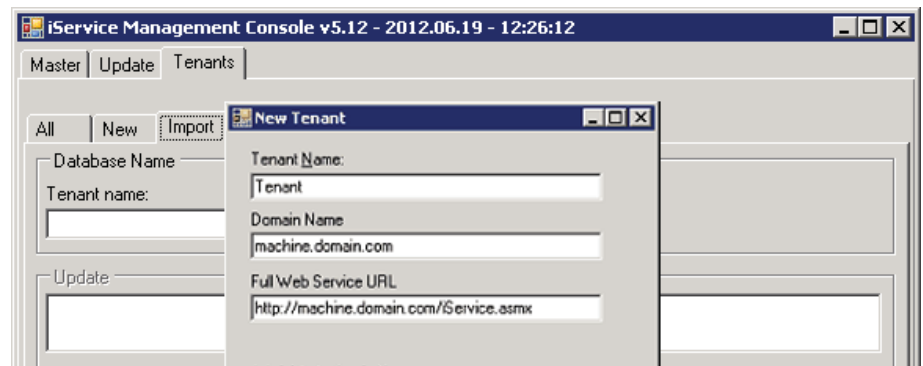 iService Management Console v5.12 - 2012.06.19 - 12:26:12
Master Update Tenants
All New Import
New Tenant
Database Name
Tenant name:
Update
Tenant Name:
Tenant
Domain Name
machine.domain.com
Full Web Service URL
http://machine.domain.com/iService.asmx